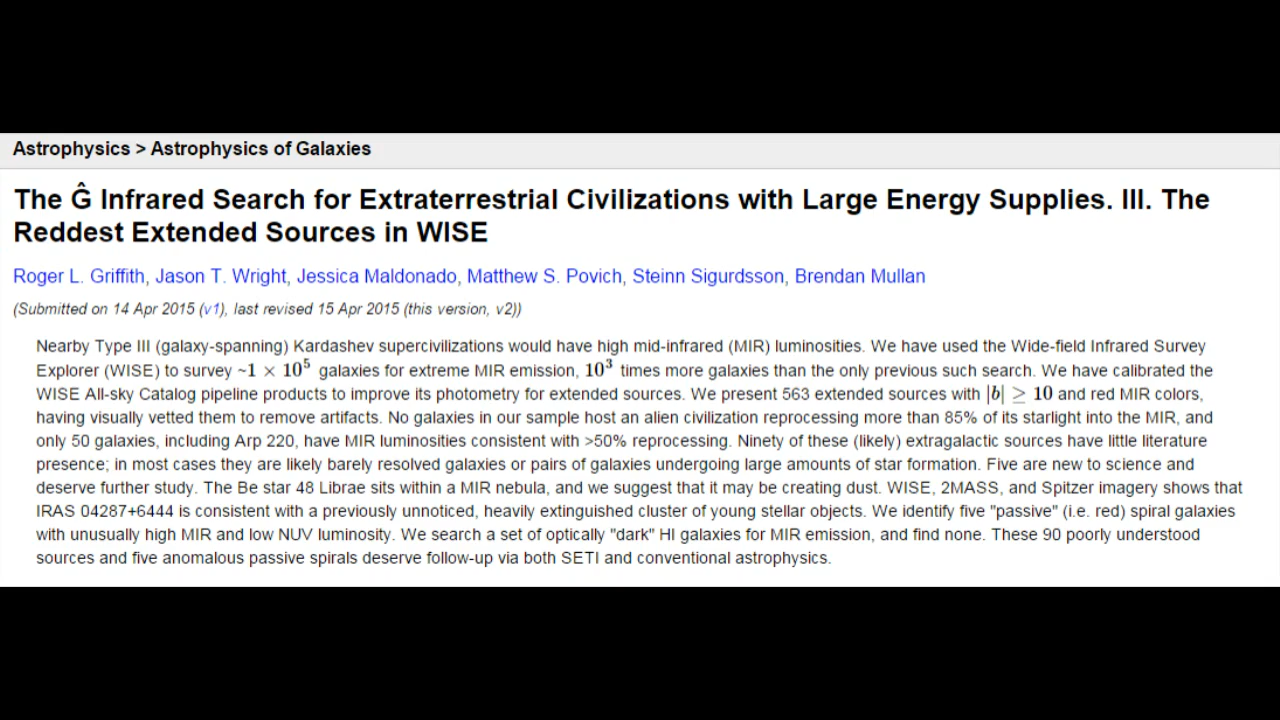 Astrophysics > Astrophysics of Galaxies
The Ĝ Infrared Search for Extraterrestrial Civilizations with Large Energy Supplies. III. The
Reddest Extended Sources in WISE
Roger L. Griffith, Jason T. Wright, Jessica Maldonado, Matthew S. Povich, Steinn Sigurdsson, Brendan Mullan
(Submitted on 14 Apr 2015 (v1), last revised 15 Apr 2015 (this version, v2))
Nearby Type III (galaxy-spanning) Kardashev supercivilizations would have high mid-infrared (MIR) luminosities. We have used the Wide-field Infrared Survey
Explorer (WISE) to survey ~1 × 10⁵ galaxies for extreme MIR emission, 10³ times more galaxies than the only previous such search. We have calibrated the
WISE All-sky Catalog pipeline products to improve its photometry for extended sources. We present 563 extended sources with |b| ≥ 10 and red MIR colors,
having visually vetted them to remove artifacts. No galaxies in our sample host an alien civilization reprocessing more than 85% of its starlight into the MIR, and
only 50 galaxies, including Arp 220, have MIR luminosities consistent with >50% reprocessing. Ninety of these (likely) extragalactic sources have little literature
presence; in most cases they are likely barely resolved galaxies or pairs of galaxies undergoing large amounts of star formation. Five are new to science and
deserve further study. The Be star 48 Librae sits within a MIR nebula, and we suggest that it may be creating dust. WISE, 2MASS, and Spitzer imagery shows that
IRAS 04287+6444 is consistent with a previously unnoticed, heavily extinguished cluster of young stellar objects. We identify five "passive" (i.e. red) spiral galaxies
with unusually high MIR and low NUV luminosity. We search a set of optically "dark" HI galaxies for MIR emission, and find none. These 90 poorly understood
sources and five anomalous passive spirals deserve follow-up via both SETI and conventional astrophysics.